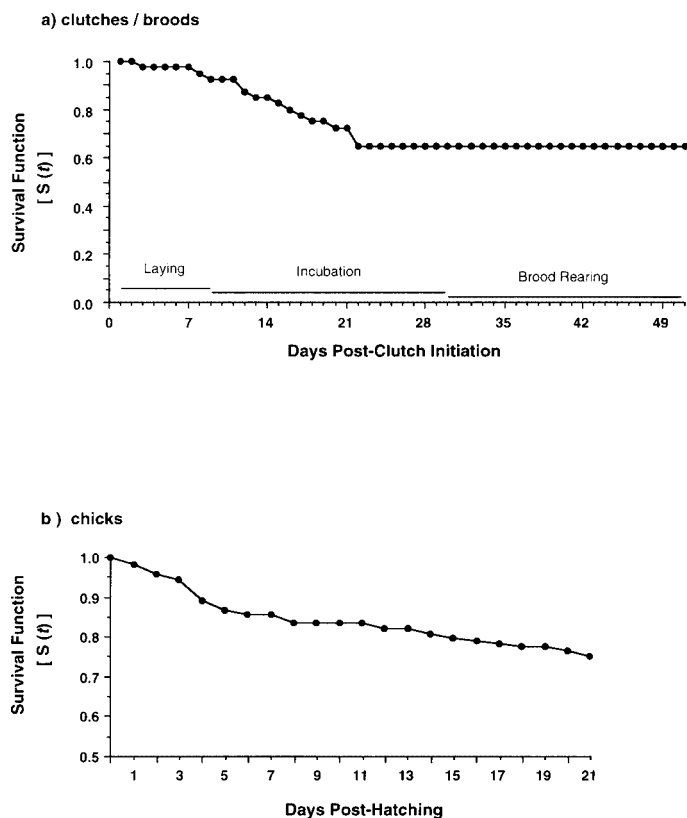 a) clutches / broods
1.0
0.8
0.6
0.4
0.2
0.0
Survival Function
[ S (t) ]
Laying
Incubation
Brood Rearing
0 7 14 21 28 35 42 49
Days Post-Clutch Initiation
b ) chicks
1.0
0.9
0.8
0.7
0.6
0.5
Survival Function
[ S (t) ]
1 3 5 7 9 11 13 15 17 19 21
Days Post-Hatching